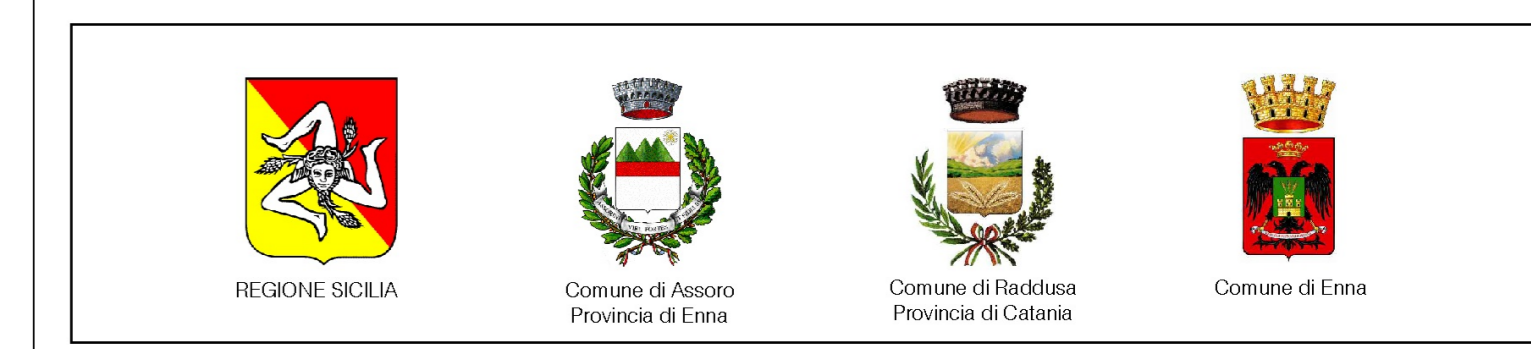 REGIONE SICILIA
Comune di Assoro
Provincia di Enna
Comune di Raddusa
Provincia di Catania
Comune di Enna